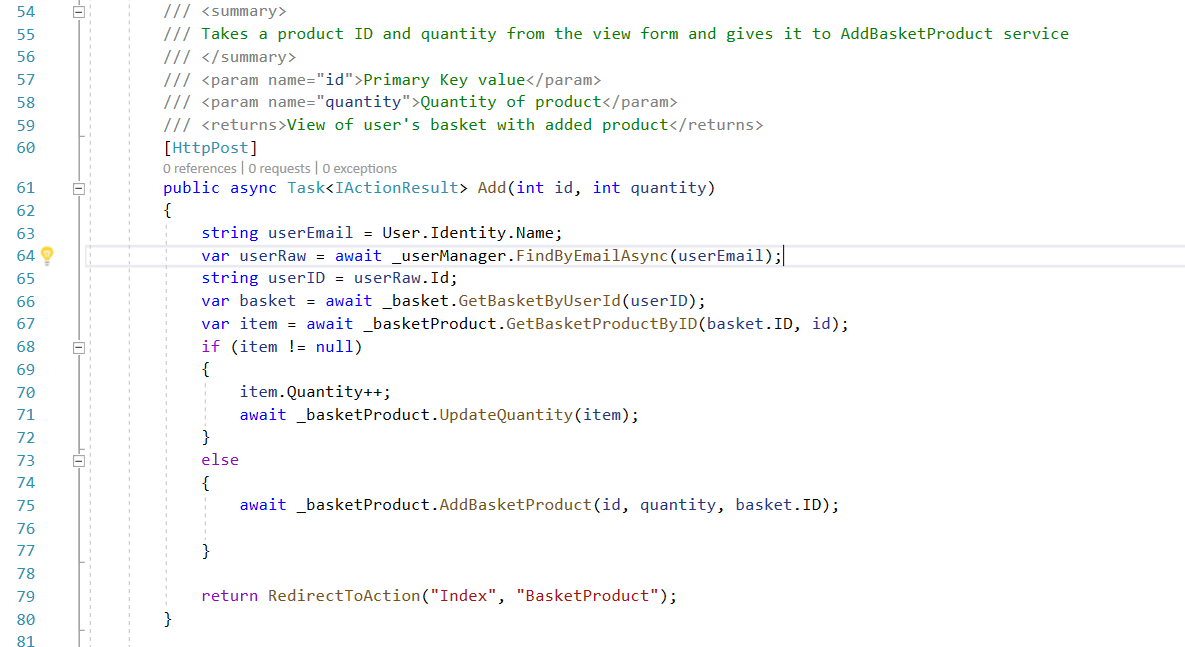 54 /// <summary>
55 /// Takes a product ID and quantity from the view form and gives it to AddBasketProduct service
56 /// </summary>
57 /// <param name="id">Primary Key value</param>
58 /// <param name="quantity">Quantity of product</param>
59 /// <returns>View of user's basket with added product</returns>
60 [HttpPost]
0 references | 0 requests | 0 exceptions
61 public async Task<IActionResult> Add(int id, int quantity)
62 {
63 string userEmail = User.Identity.Name;
64 var userRaw = await _userManager.FindByEmailAsync(userEmail);
65 string userID = userRaw.Id;
66 var basket = await _basket.GetBasketByUserId(userID);
67 var item = await _basketProduct.GetBasketProductByID(basket.ID, id);
68 if (item != null)
69 {
70 item.Quantity++;
71 await _basketProduct.UpdateQuantity(item);
72 }
73 else
74 {
75 await _basketProduct.AddBasketProduct(id, quantity, basket.ID);
76
77 }
78
79 return RedirectToAction("Index", "BasketProduct");
80 }
81